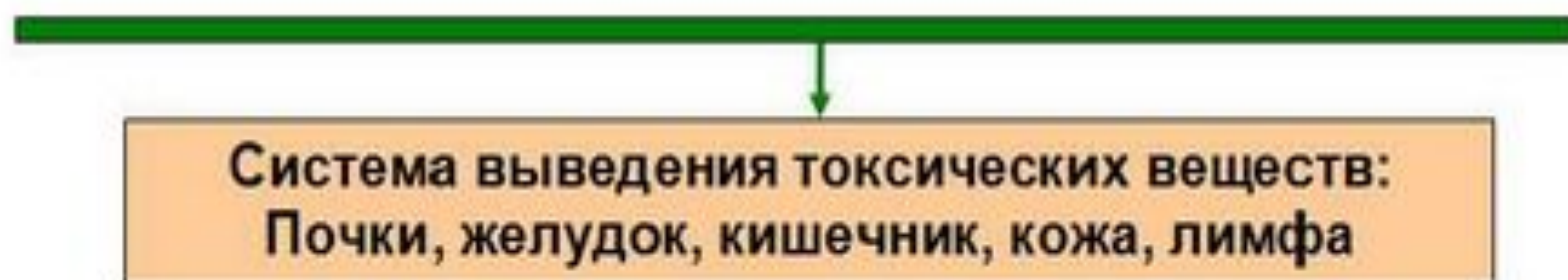 Система выведения токсических веществ:
Почки, желудок, кишечник, кожа, лимфа